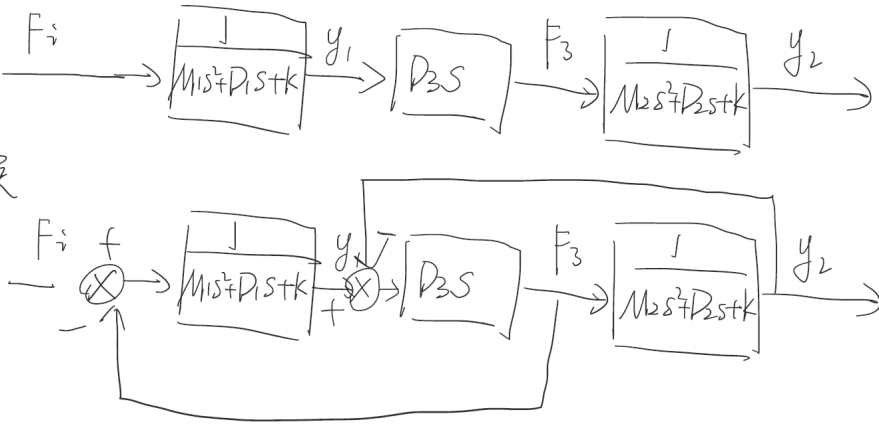 Fi y₁ F₃ y₂
1 1
M₁s²+D₁s+k D₃s M₂s²+D₂s+k
Fi + y₁ − F₃ y₂
1 1
− M₁s²+D₁s+k + D₃s M₂s²+D₂s+k